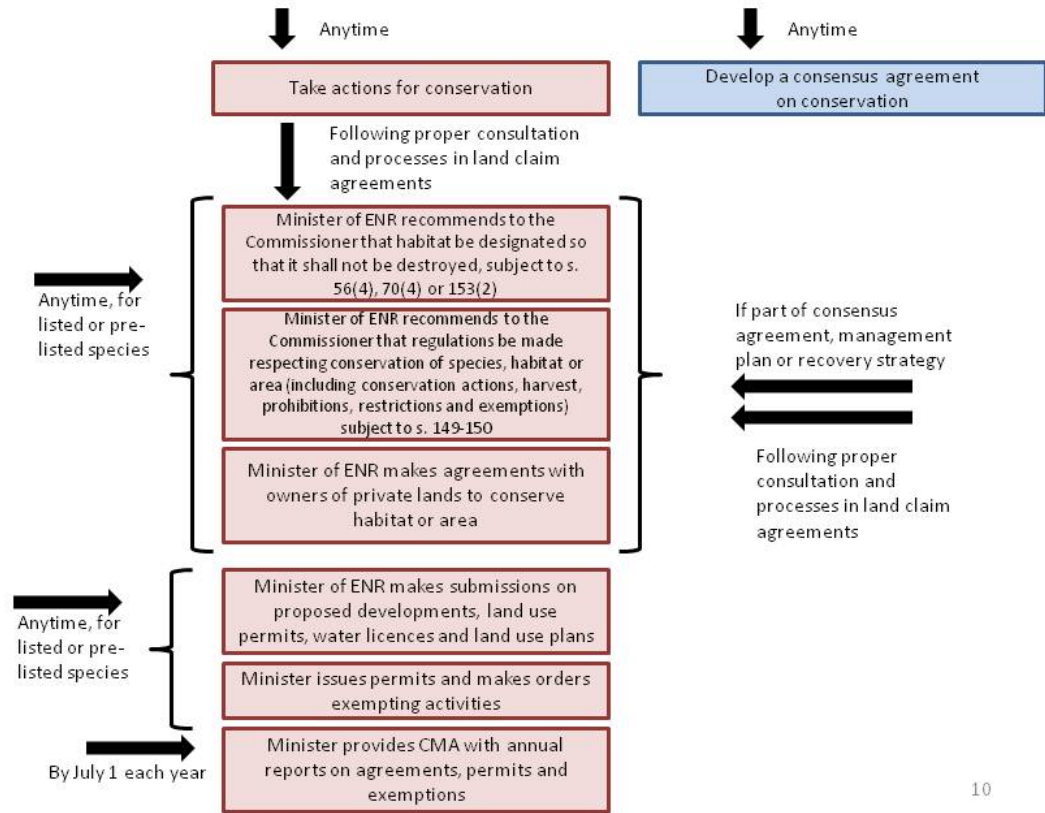 Anytime
Anytime
Take actions for conservation
Develop a consensus agreement
on conservation
Following proper consultation
and processes in land claim
agreements
Minister of ENR recommends to the
Commissioner that habitat be designated so
that it shall not be destroyed, subject to s.
56(4), 70(4) or 153(2)
Anytime, for
listed or pre-
listed species
Minister of ENR recommends to the
Commissioner that regulations be made
respecting conservation of species, habitat or
area (including conservation actions, harvest,
prohibitions, restrictions and exemptions)
subject to s. 149-150
If part of consensus
agreement, management
plan or recovery strategy
Minister of ENR makes agreements with
owners of private lands to conserve
habitat or area
Following proper
consultation and
processes in land claim
agreements
Minister of ENR makes submissions on
proposed developments, land use
permits, water licences and land use plans
Anytime, for
listed or pre-
listed species
Minister issues permits and makes orders
exempting activities
Minister provides CMA with annual
reports on agreements, permits and
exemptions
By July 1 each year
10